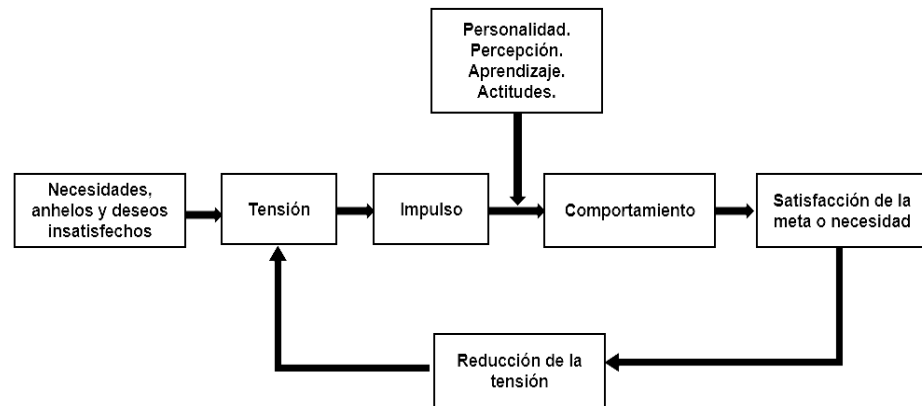 Personalidad.
Percepción.
Aprendizaje.
Actitudes.
Necesidades,
anhelos y deseos
insatisfechos
Tensión
Impulso
Comportamiento
Satisfacción de la
meta o necesidad
Reducción de la
tensión